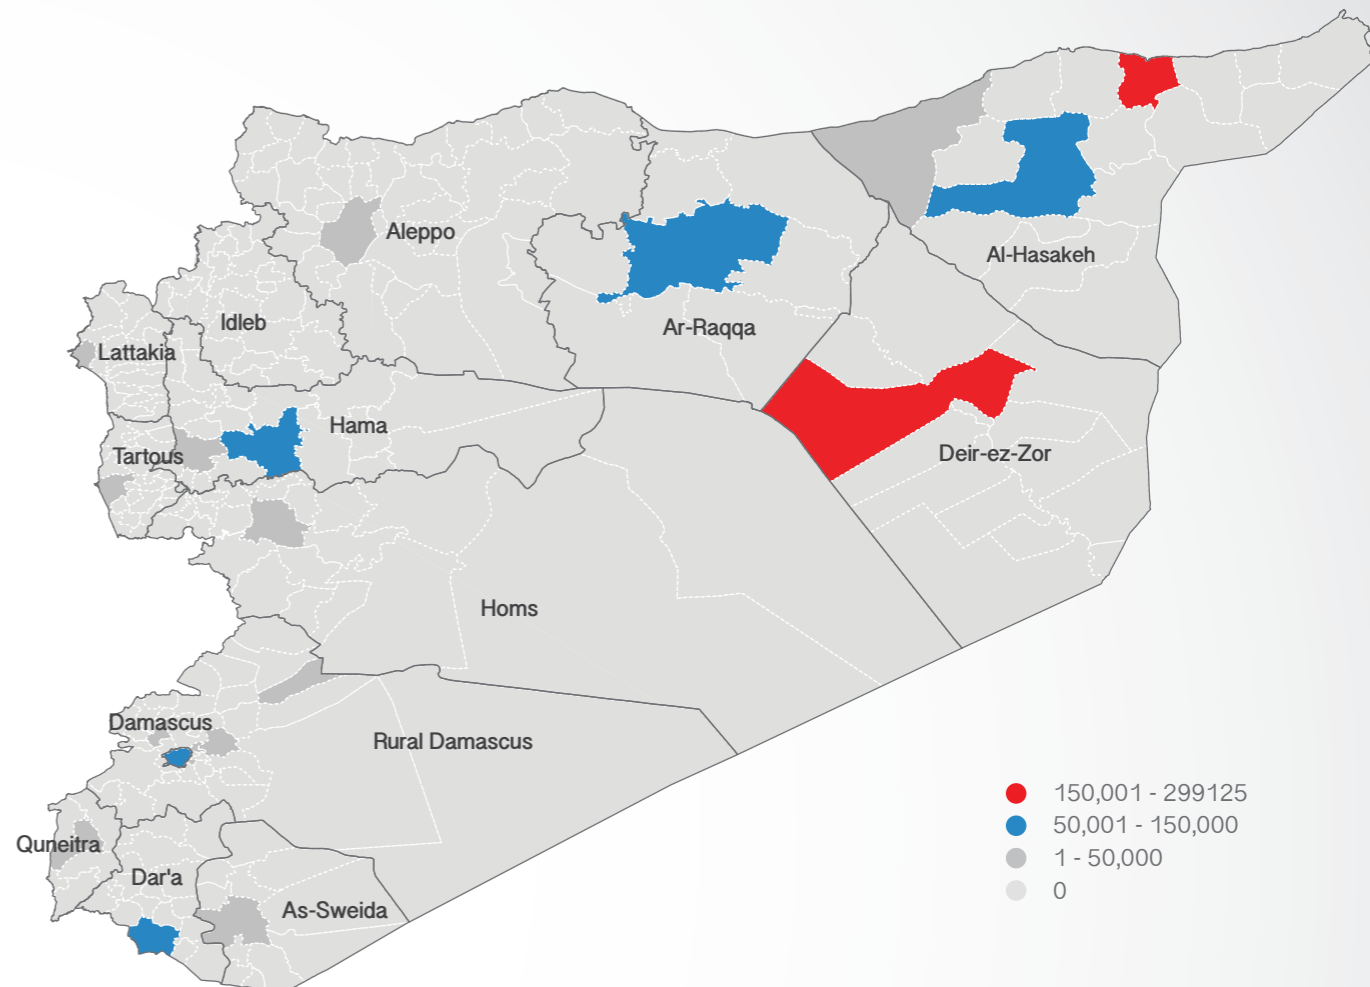 Aleppo
Al-Hasakeh
Idleb
Ar-Raqqa
Lattakia
Hama
Tartous
Deir-ez-Zor
Homs
Damascus
Rural Damascus
Quneitra
Dar'a
As-Sweida
150,001 - 299125
50,001 - 150,000
1 - 50,000
0